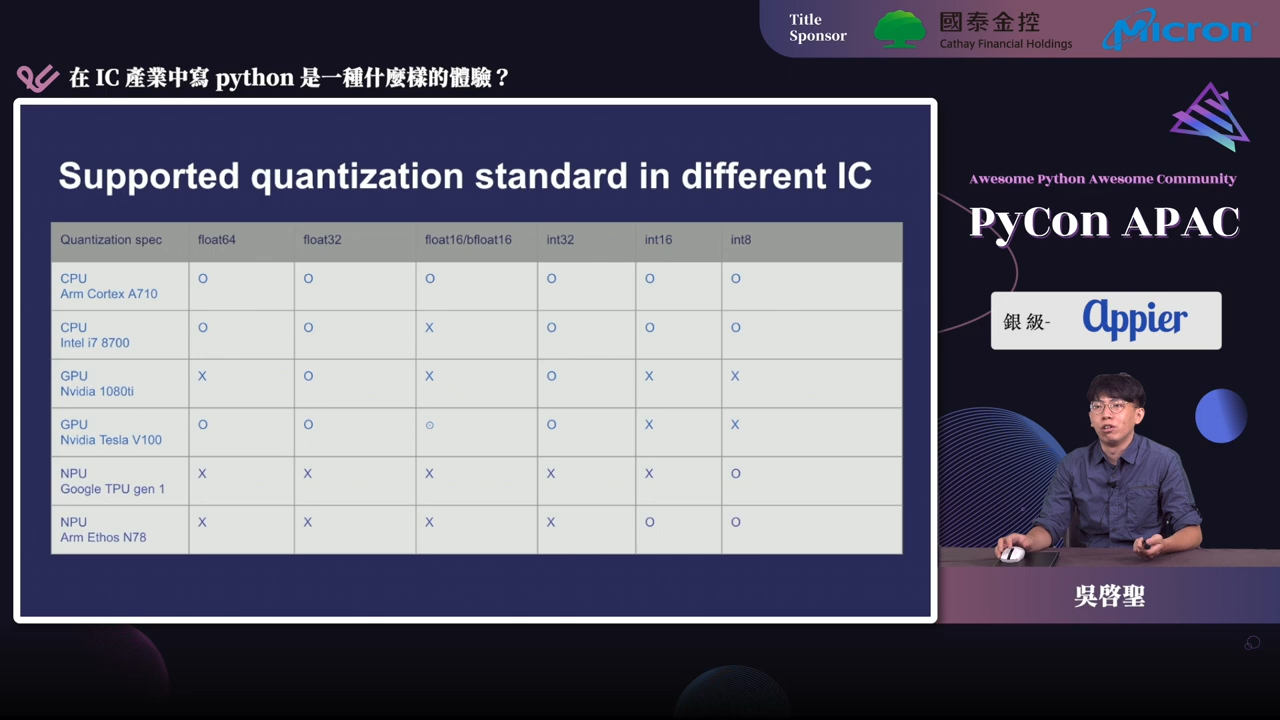 Title
Sponsor
國泰金控
Cathay Financial Holdings
Micron
在 IC 產業中寫 python 是一種什麼樣的體驗？
Supported quantization standard in different IC
Quantization spec float64 float32 float16/bfloat16 int32 int16 int8
CPU
Arm Cortex A710 O O O O O O
CPU
Intel i7 8700 O O X O O O
GPU
Nvidia 1080ti X O X O X X
GPU
Nvidia Tesla V100 O O ⊙ O X X
NPU
Google TPU gen 1 X X X X X O
NPU
Arm Ethos N78 X X X X O O
Awesome Python Awesome Community
PyCon APAC
銀 級- appier
吳啓聖